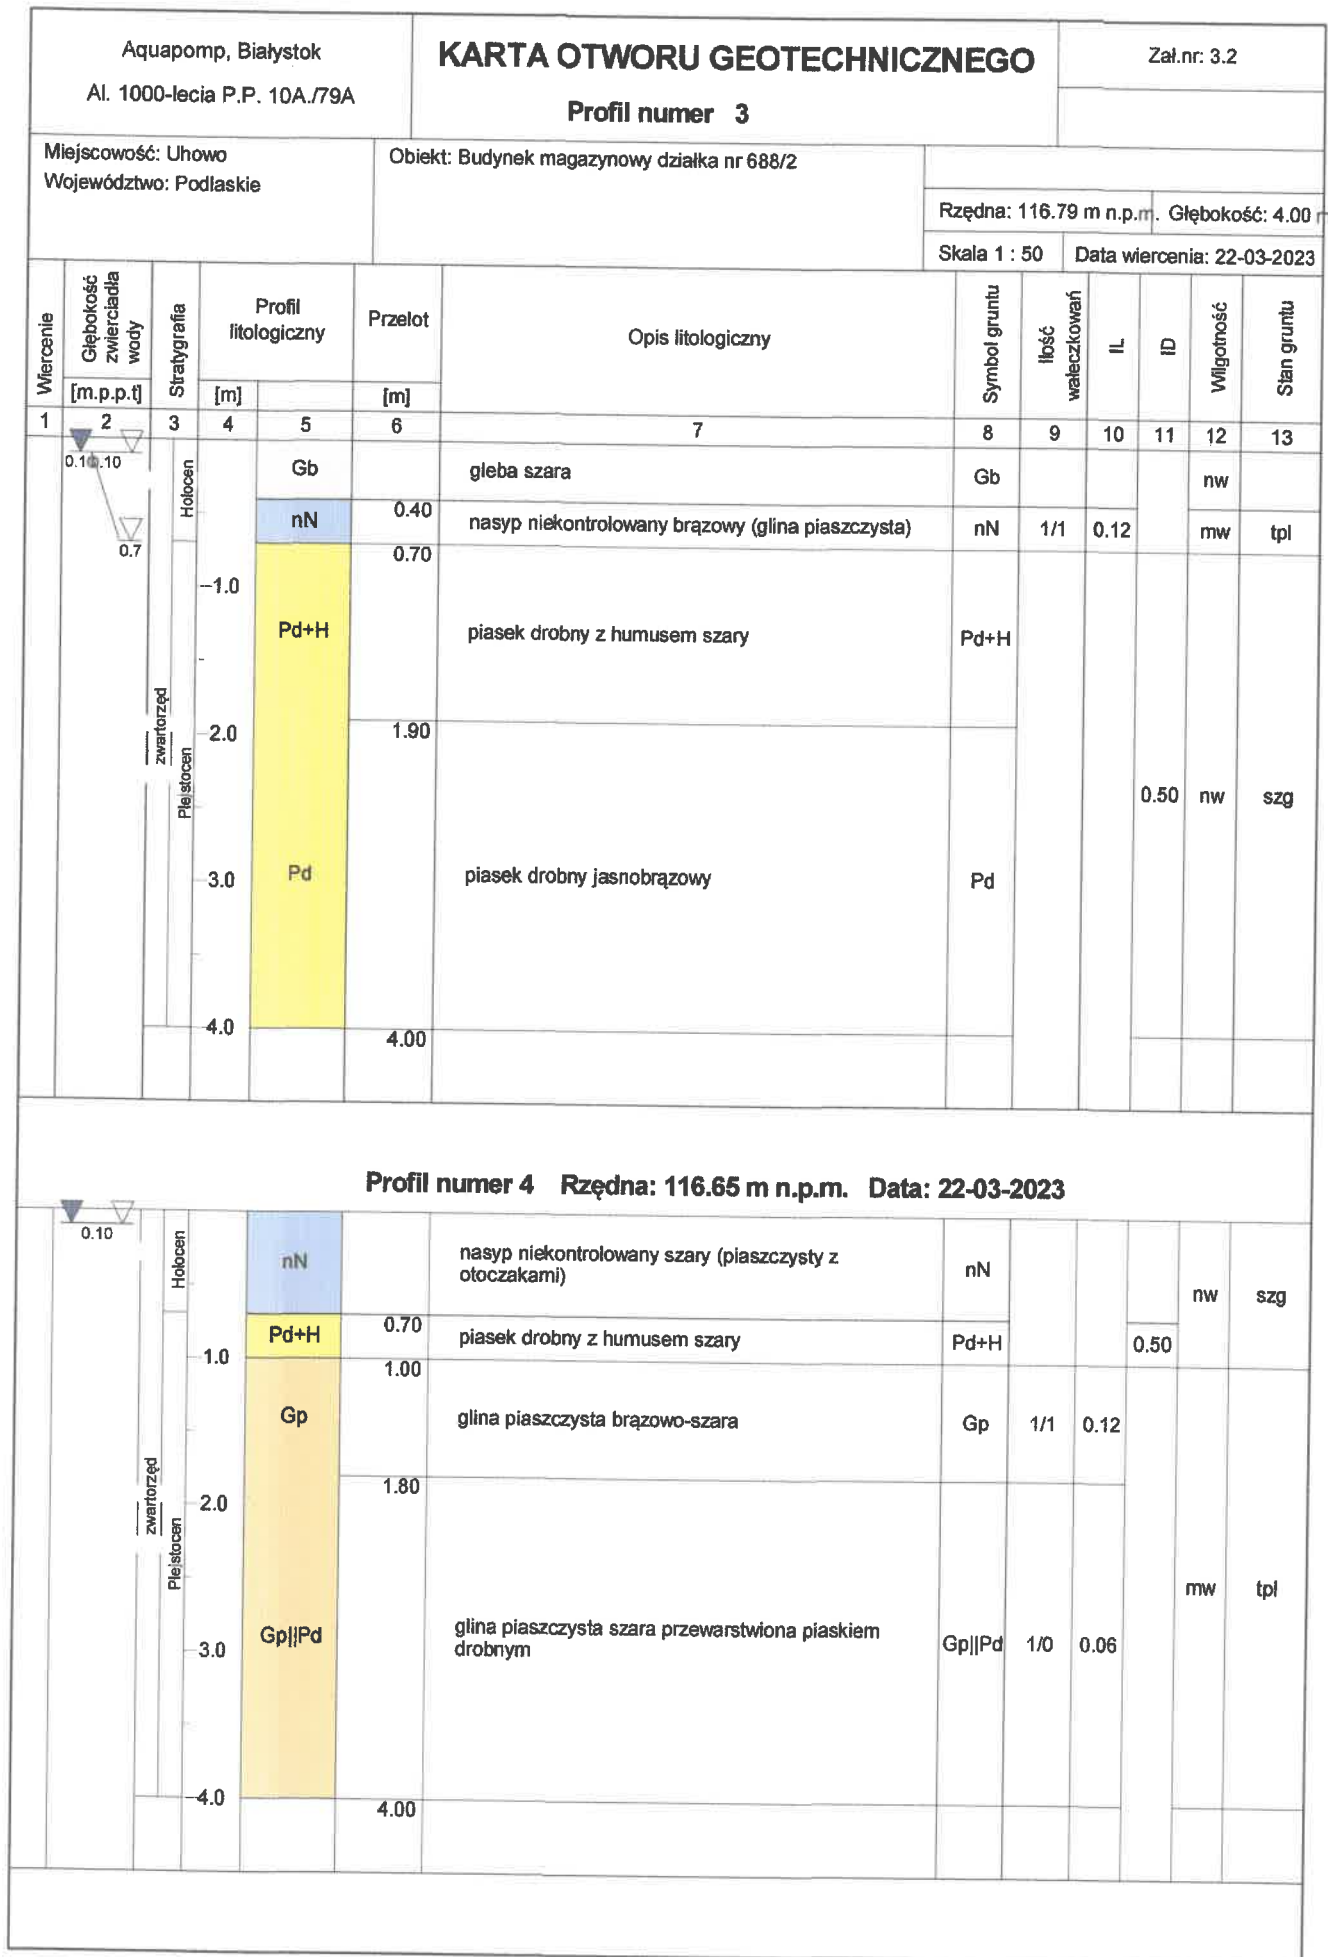 Aquapomp, Białystok
Al. 1000-lecia P.P. 10A./79A
KARTA OTWORU GEOTECHNICZNEGO
Profil numer 3
Zał.nr: 3.2
Miejscowość: Uhowo
Województwo: Podlaskie
Obiekt: Budynek magazynowy działka nr 688/2
Rzędna: 116.79 m n.p.m. Głębokość: 4.00
Skala 1 : 50 Data wiercenia: 22-03-2023
Wiercenie
Głębokość zwierciadła wody
[m.p.p.t]
Stratygrafia
Profil litologiczny
[m]
Przelot
[m]
Opis litologiczny
Symbol gruntu
Ilość wałeczkowań
IL
ID
Wilgotność
Stan gruntu
1 2 3 4 5 6 7 8 9 10 11 12 13
0.10 0.10
Holocen
Gb
gleba szara
Gb
nw
0.40
nN
nasyp niekontrolowany brązowy (glina piaszczysta)
nN 1/1 0.12 mw tpl
0.7
0.70
1.0
Pd+H
piasek drobny z humusem szary
Pd+H
zwartorzęd
Plejstocen
2.0
1.90
0.50 nw szg
3.0
Pd
piasek drobny jasnobrązowy
Pd
4.0
4.00
Profil numer 4 Rzędna: 116.65 m n.p.m. Data: 22-03-2023
0.10
Holocen
nN
nasyp niekontrolowany szary (piaszczysty z
otoczakami)
nN
nw szg
0.70
Pd+H
piasek drobny z humusem szary
Pd+H
0.50
1.0
1.00
Gp
glina piaszczysta brązowo-szara
Gp 1/1 0.12
zwartorzęd
Plejstocen
1.80
2.0
mw tpl
Gp||Pd
glina piaszczysta szara przewarstwiona piaskiem
drobnym
Gp||Pd 1/0 0.06
3.0
4.0
4.00